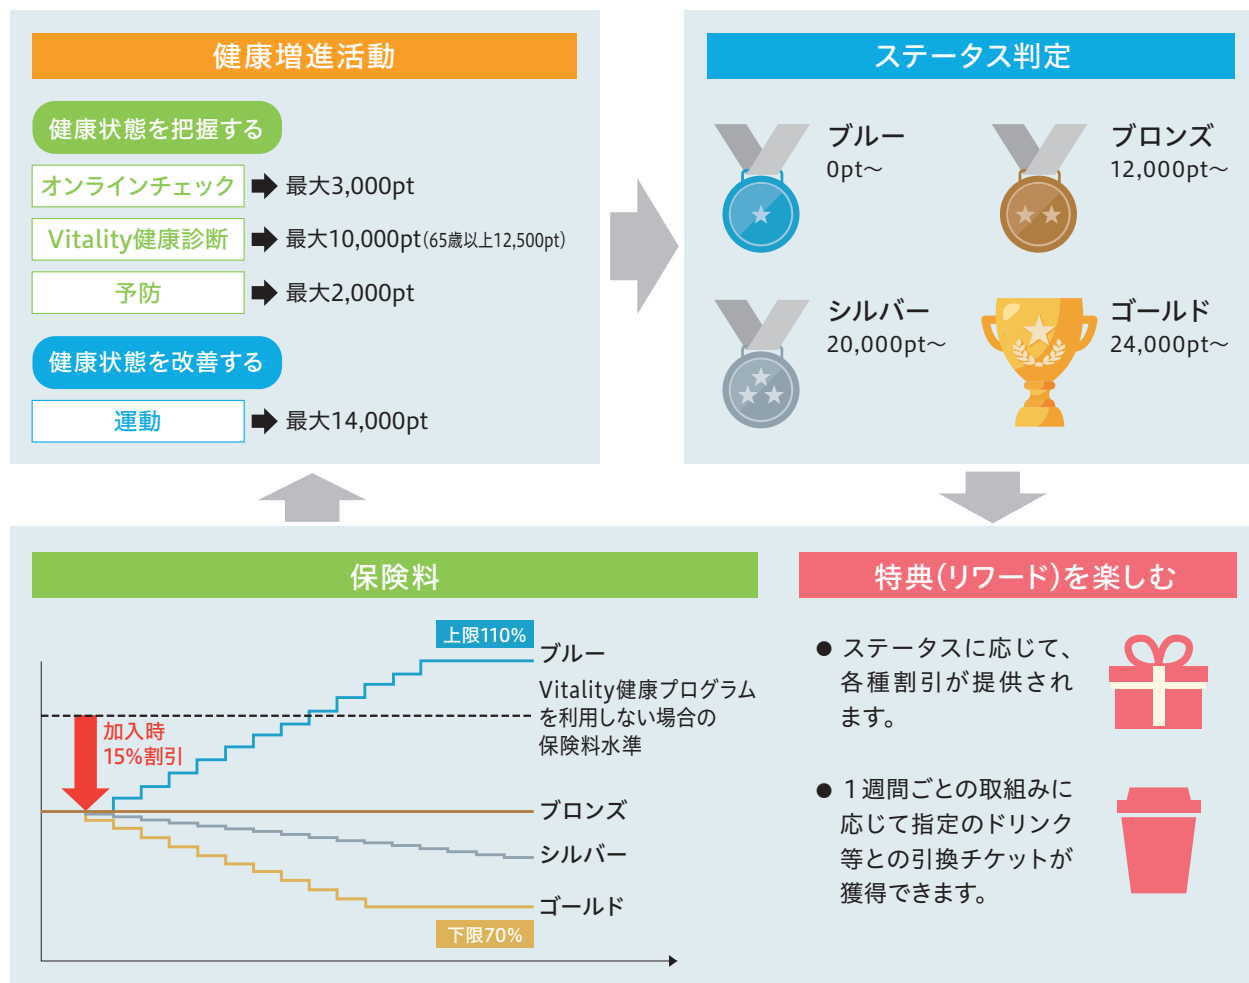 健康増進活動
健康状態を把握する
オンラインチェック
最大3,000pt
Vitality健康診断
最大10,000pt(65歳以上12,500pt)
予防
最大2,000pt
健康状態を改善する
運動
最大14,000pt
ステータス判定
ブルー
0pt～
ブロンズ
12,000pt～
シルバー
20,000pt～
ゴールド
24,000pt～
保険料
上限110%
ブルー
Vitality健康プログラム
を利用しない場合の
保険料水準
加入時
15%割引
ブロンズ
シルバー
ゴールド
下限70%
特典(リワード)を楽しむ
● ステータスに応じて、
各種割引が提供され
ます。
● 1週間ごとの取組みに
応じて指定のドリンク
等との引換チケットが
獲得できます。